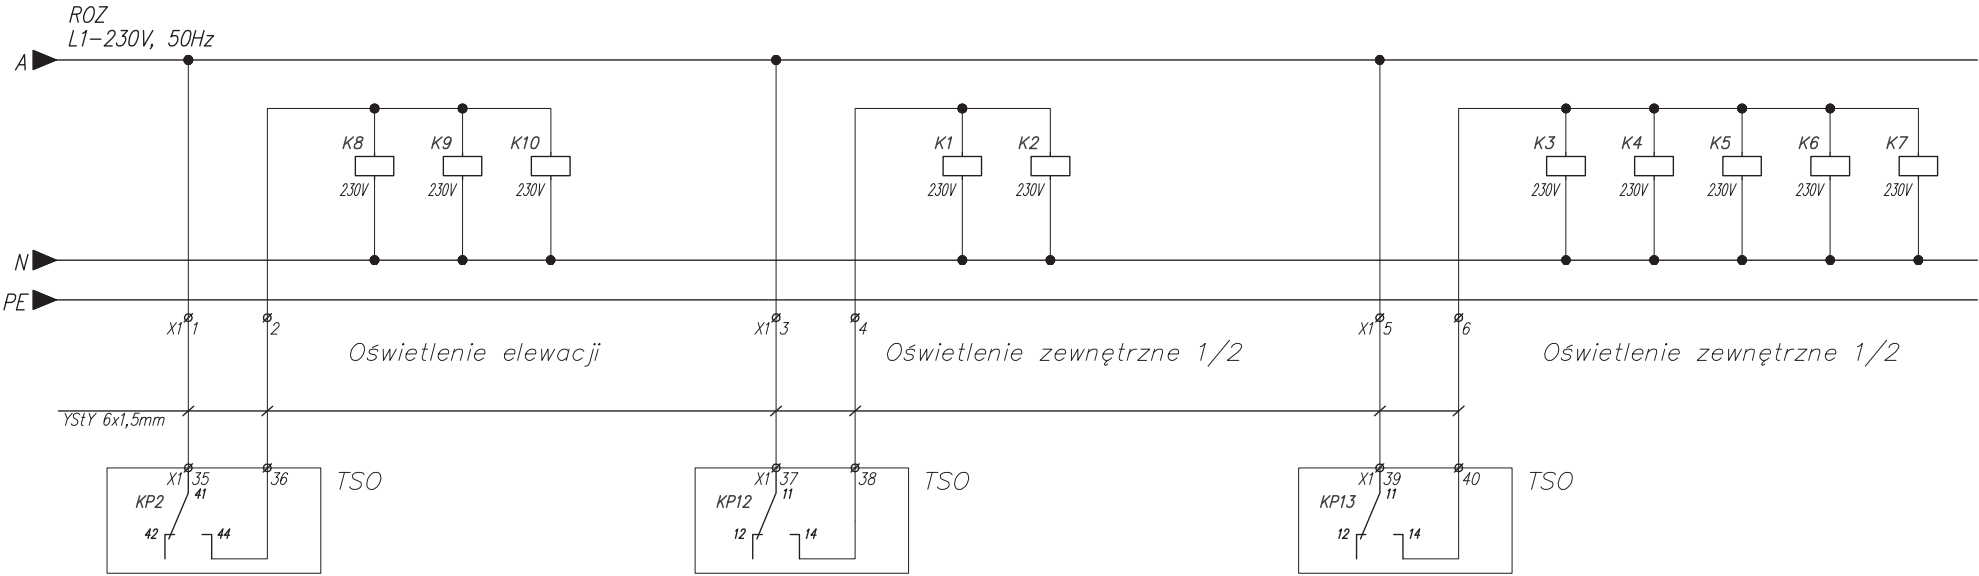 ROZ
L1-230V, 50Hz
A
K8 K9 K10 K1 K2 K3 K4 K5 K6 K7
230V 230V 230V 230V 230V 230V 230V 230V 230V 230V
N
PE
X1 1 2 X1 3 4 X1 5 6
Oświetlenie elewacji Oświetlenie zewnętrzne 1/2 Oświetlenie zewnętrzne 1/2
YStY 6x1,5mm
X1 35 36 TSO X1 37 38 TSO X1 39 40 TSO
KP2 41 KP12 11 KP13 11
42 44 12 14 12 14